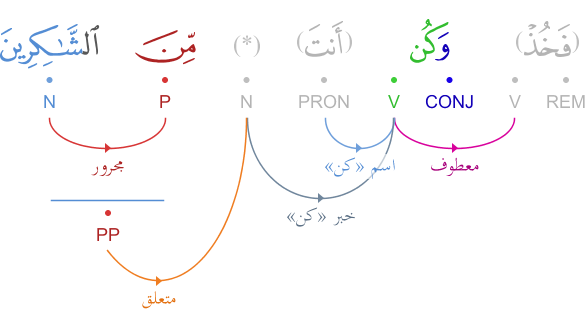 (فَخُذْ) وَكُن (أَنتَ) (*) مِّنَ ٱلشَّـٰكِرِينَ
REM V CONJ V PRON N P N
معطوف اسم «كن» مجرور
خبر «كن»
PP
متعلق